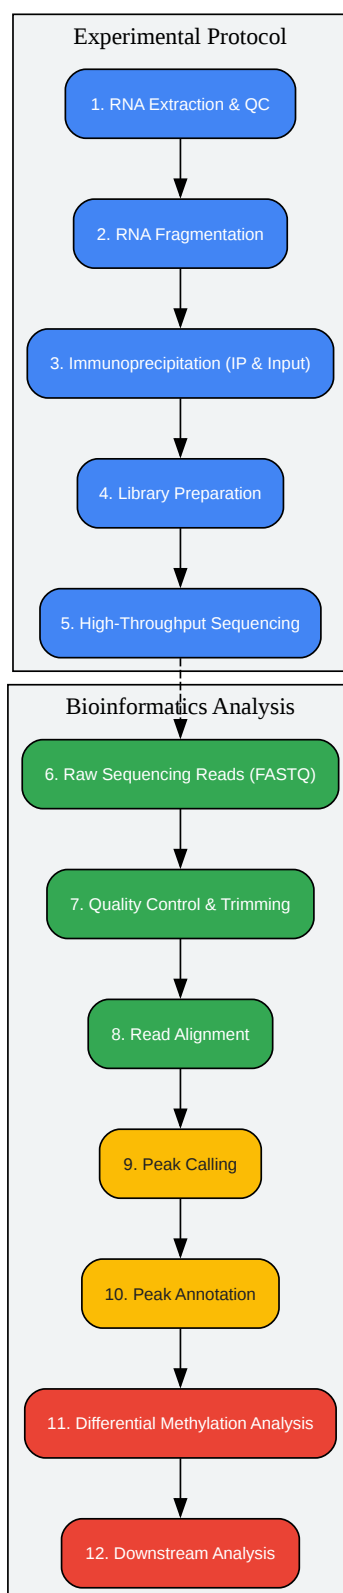 Experimental Protocol
1. RNA Extraction & QC
2. RNA Fragmentation
3. Immunoprecipitation (IP & Input)
4. Library Preparation
5. High-Throughput Sequencing
Bioinformatics Analysis
6. Raw Sequencing Reads (FASTQ)
7. Quality Control & Trimming
8. Read Alignment
9. Peak Calling
10. Peak Annotation
11. Differential Methylation Analysis
12. Downstream Analysis